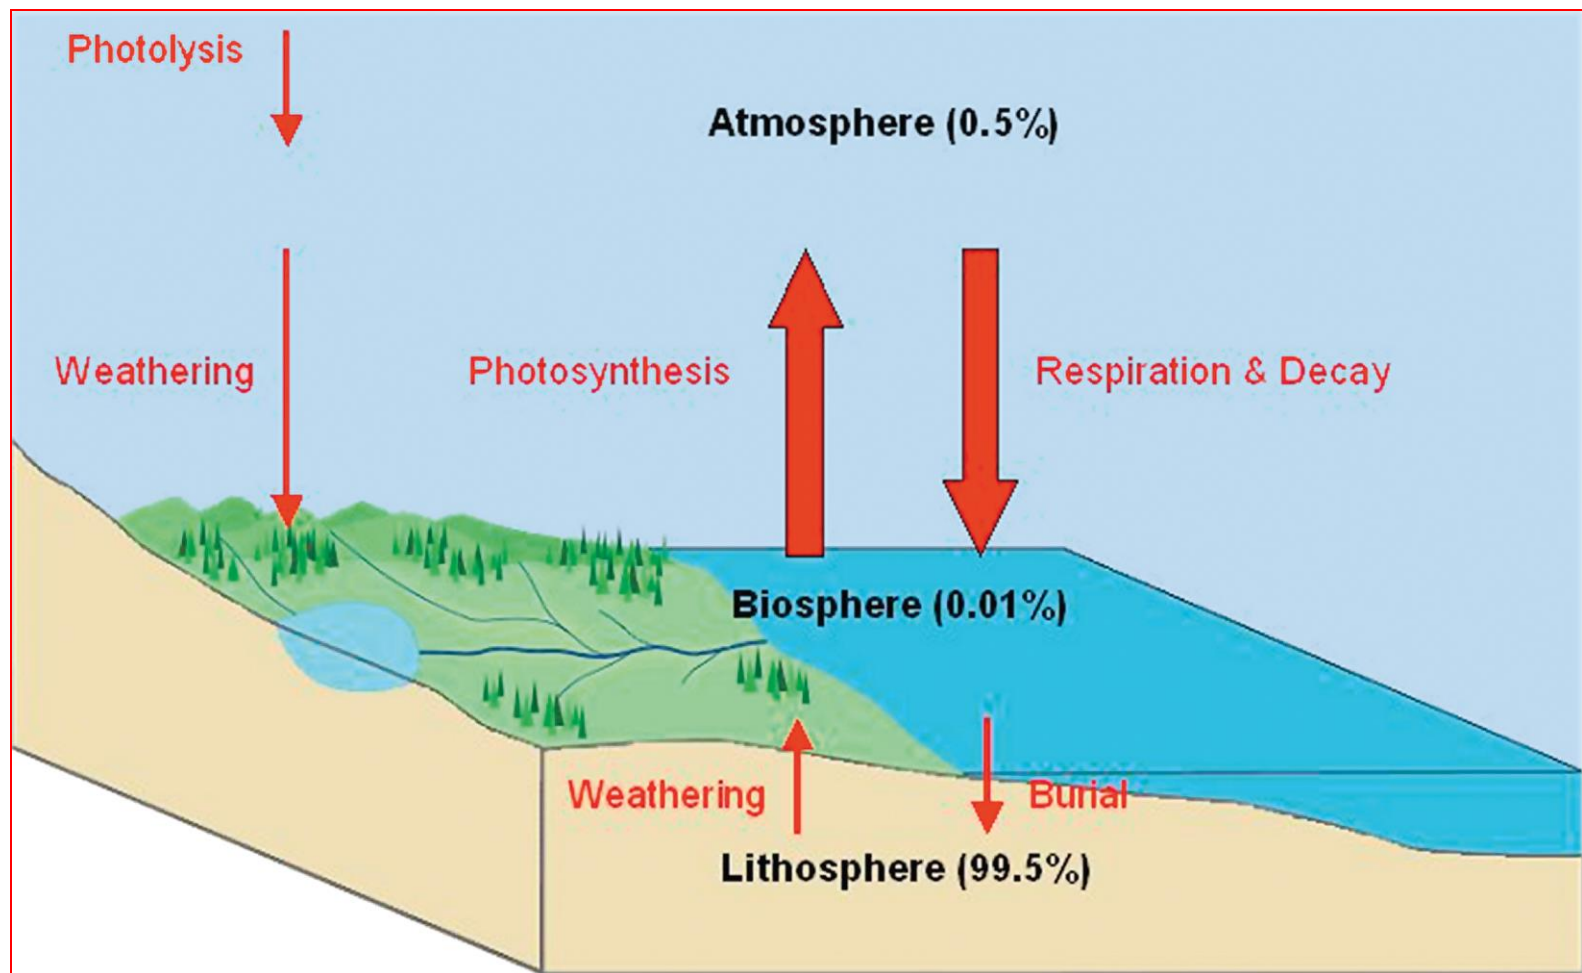 Photolysis
Atmosphere (0.5%)
Weathering
Photosynthesis
Respiration & Decay
Biosphere (0.01%)
Weathering
Burial
Lithosphere (99.5%)